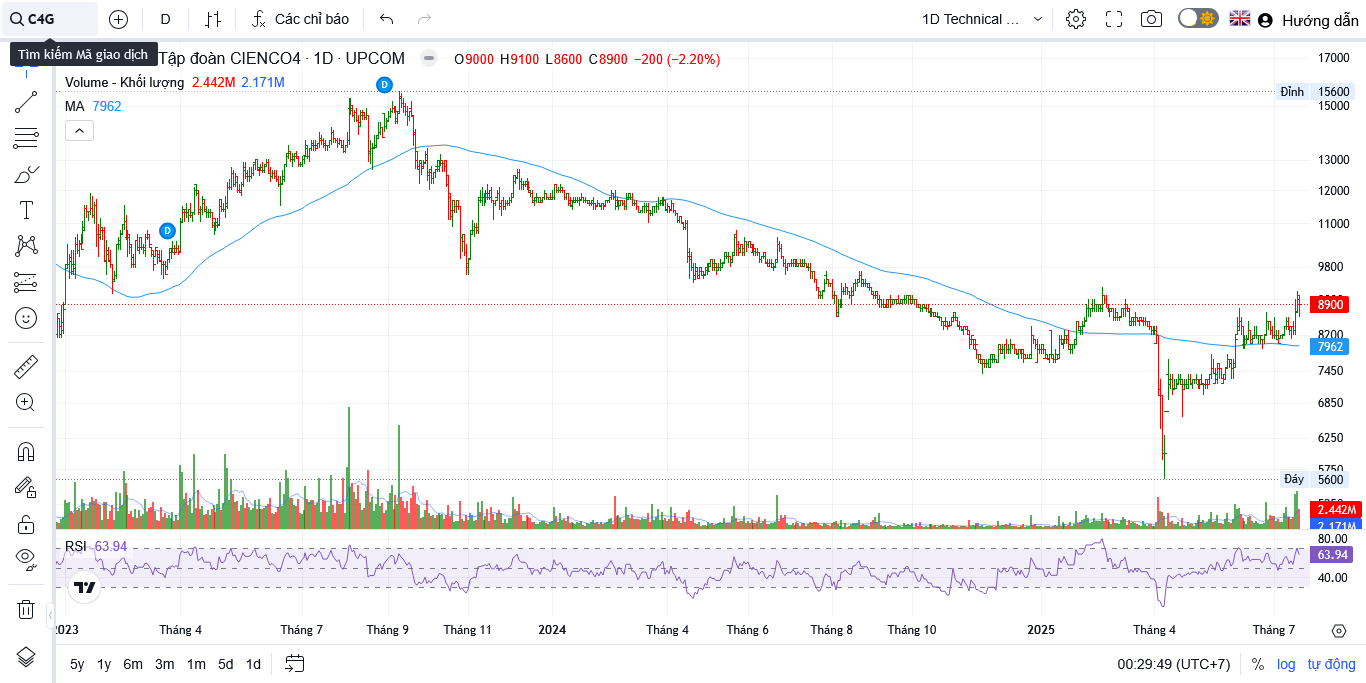 C4G
D
Các chỉ báo
1D Technical ...
Hướng dẫn
Tìm kiếm Mã giao dịch
Tập đoàn CIENCO4 · 1D · UPCOM
O9000 H9100 L8600 C8900 −200 (−2.20%)
Volume - Khối lượng 2.442M 2.171M
MA 7962
D
D
17000
Đỉnh 15600
15000
13000
12000
11000
9800
8900
8200
7962
7450
6850
6250
5750
Đáy 5600
2.442M
2.171M
RSI 63.94
80.00
63.94
40.00
2023
Tháng 4
Tháng 7
Tháng 9
Tháng 11
2024
Tháng 4
Tháng 6
Tháng 8
Tháng 10
2025
Tháng 4
Tháng 7
5y 1y 6m 3m 1m 5d 1d
00:29:49 (UTC+7)
% log tự động